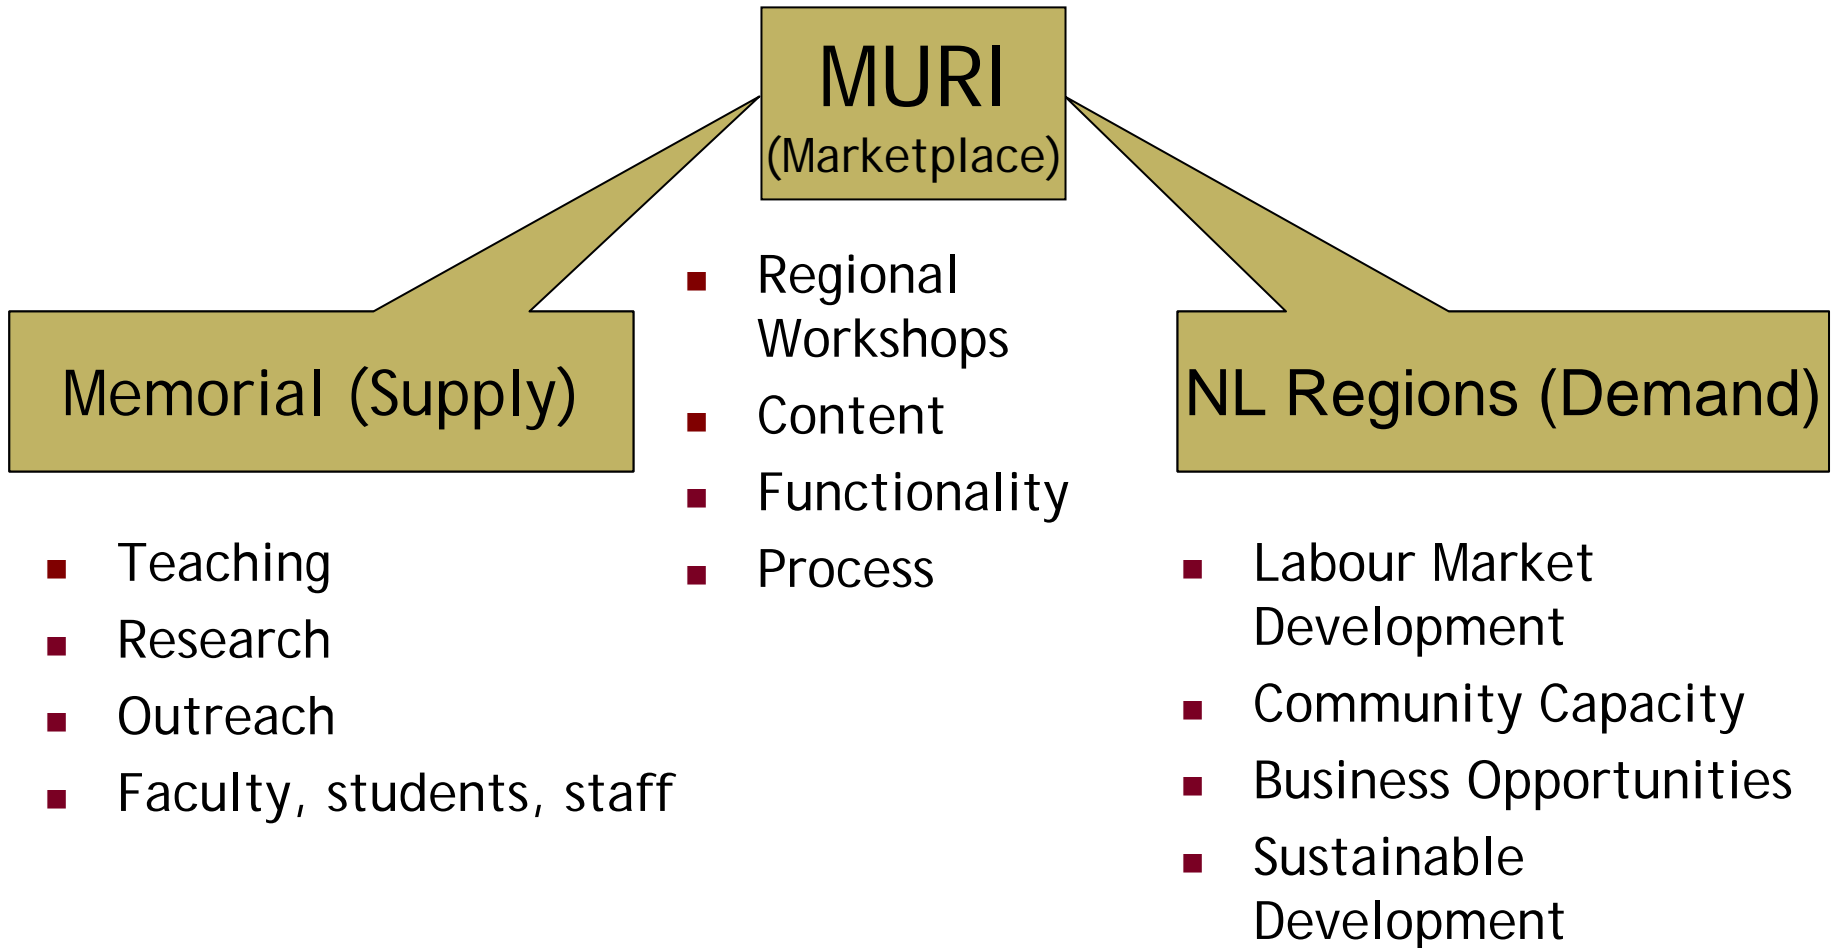 MURI
(Marketplace)
Memorial (Supply)
Teaching
Research
Outreach
Faculty, students, staff
Regional
Workshops
Content
Functionality
Process
NL Regions (Demand)
Labour Market
Development
Community Capacity
Business Opportunities
Sustainable
Development